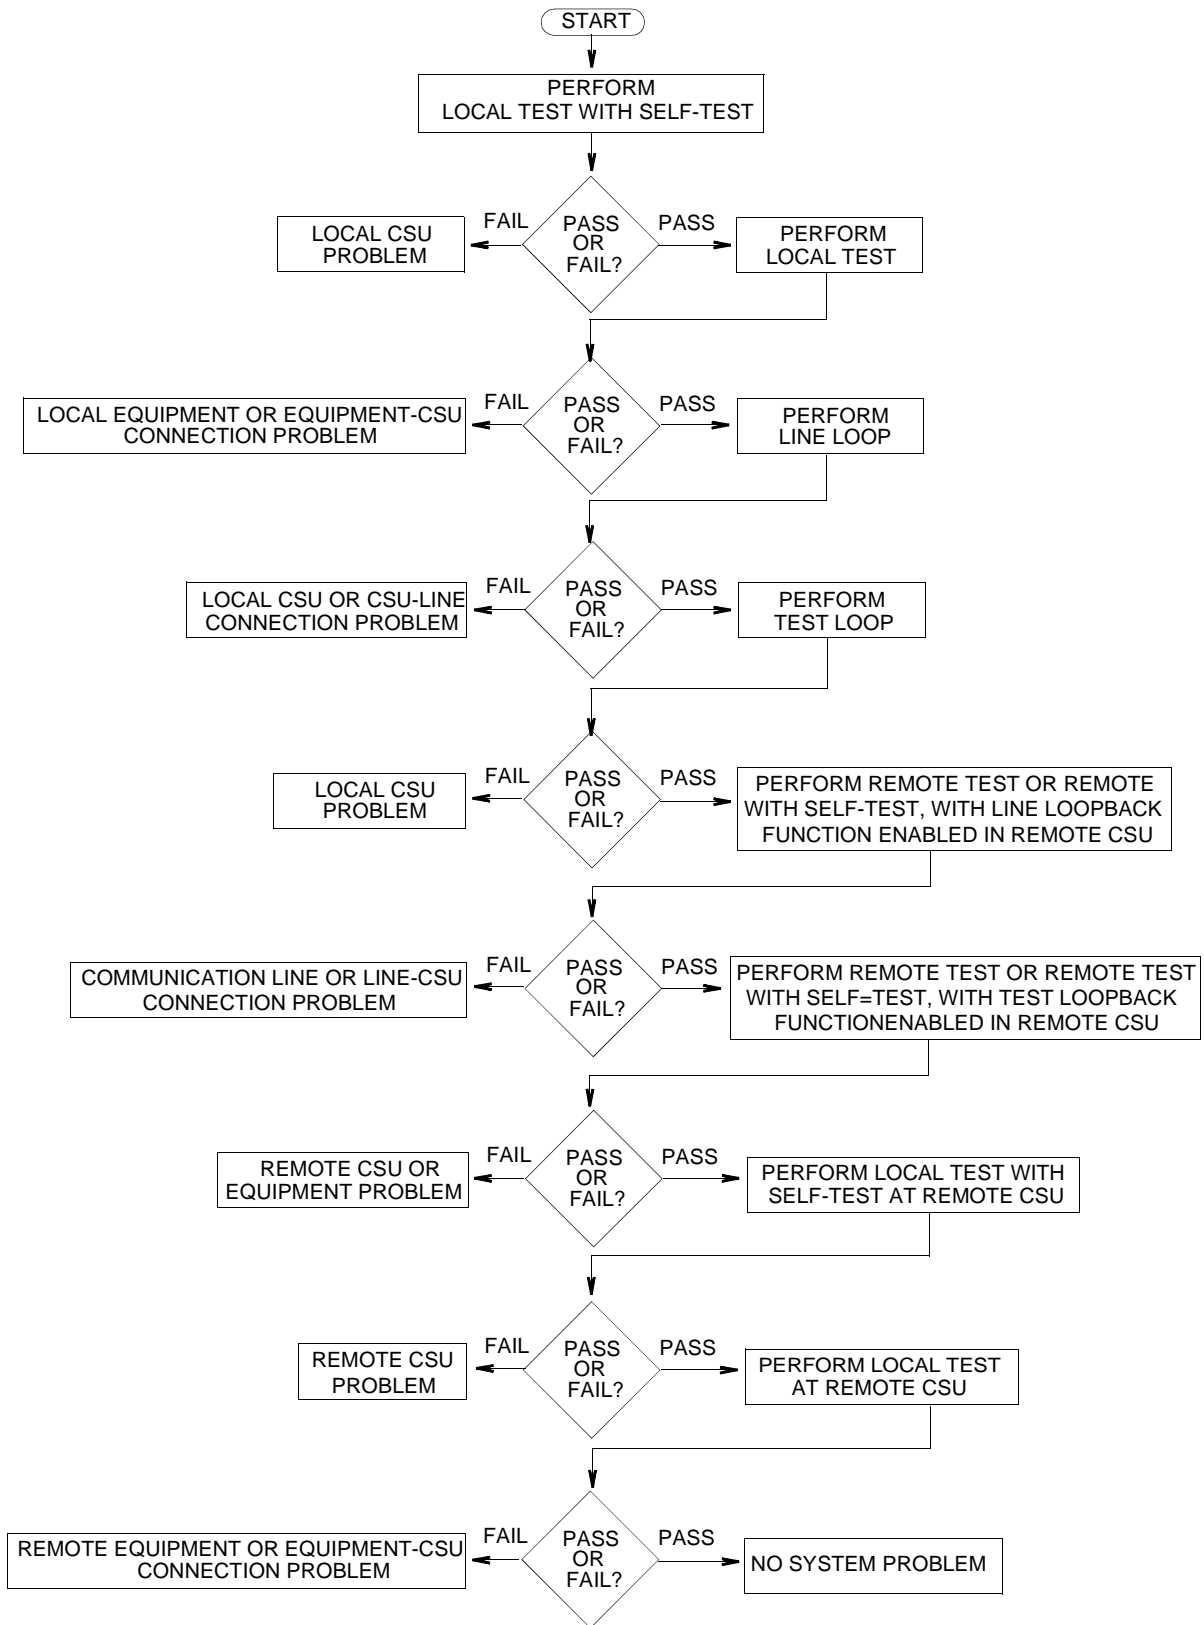 START
PERFORM
LOCAL TEST WITH SELF-TEST
FAIL
PASS
OR
FAIL?
PASS
LOCAL CSU
PROBLEM
PERFORM
LOCAL TEST
FAIL
PASS
OR
FAIL?
PASS
LOCAL EQUIPMENT OR EQUIPMENT-CSU
CONNECTION PROBLEM
PERFORM
LINE LOOP
FAIL
PASS
OR
FAIL?
PASS
LOCAL CSU OR CSU-LINE
CONNECTION PROBLEM
PERFORM
TEST LOOP
FAIL
PASS
OR
FAIL?
PASS
LOCAL CSU
PROBLEM
PERFORM REMOTE TEST OR REMOTE
WITH SELF-TEST, WITH LINE LOOPBACK
FUNCTION ENABLED IN REMOTE CSU
FAIL
PASS
OR
FAIL?
PASS
COMMUNICATION LINE OR LINE-CSU
CONNECTION PROBLEM
PERFORM REMOTE TEST OR REMOTE TEST
WITH SELF=TEST, WITH TEST LOOPBACK
FUNCTIONENABLED IN REMOTE CSU
FAIL
PASS
OR
FAIL?
PASS
REMOTE CSU OR
EQUIPMENT PROBLEM
PERFORM LOCAL TEST WITH
SELF-TEST AT REMOTE CSU
FAIL
PASS
OR
FAIL?
PASS
REMOTE CSU
PROBLEM
PERFORM LOCAL TEST
AT REMOTE CSU
FAIL
PASS
OR
FAIL?
PASS
REMOTE EQUIPMENT OR EQUIPMENT-CSU
CONNECTION PROBLEM
NO SYSTEM PROBLEM